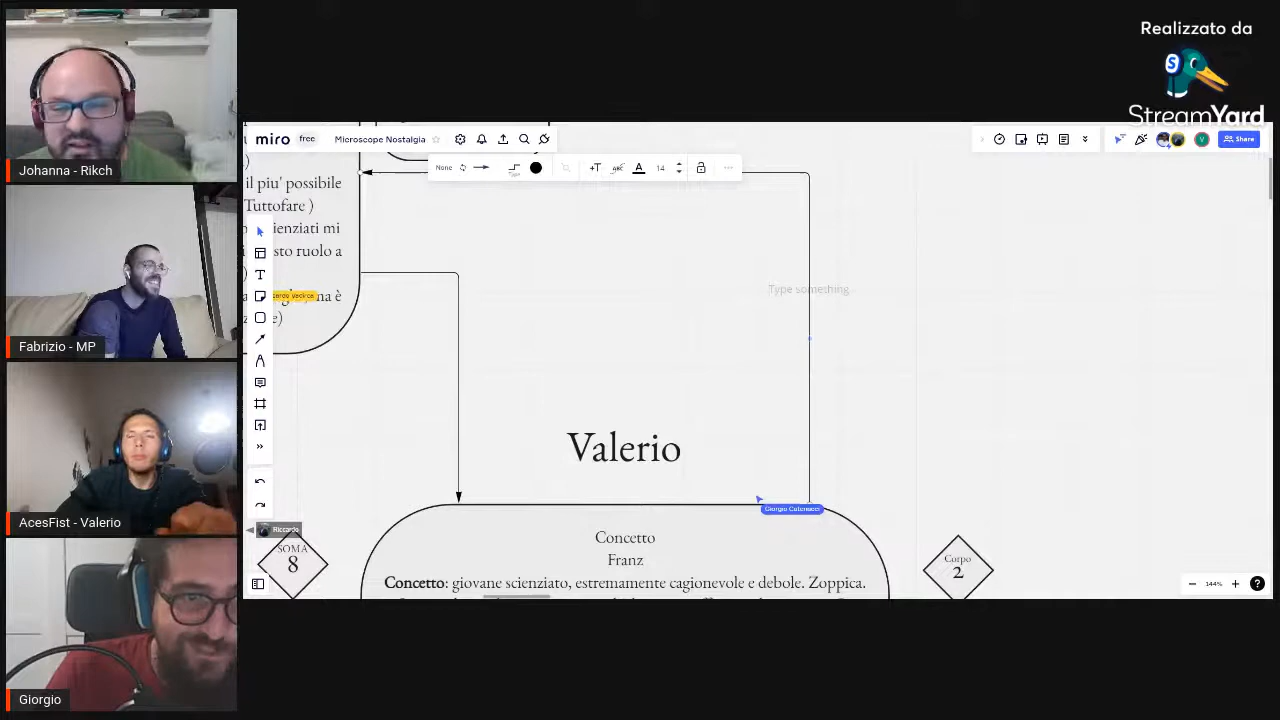 Realizzato da
StreamYard
Johanna - Rikch
Fabrizio - MP
AcesFist - Valerio
Giorgio
miro
free
Microscope Nostalgia
Share
None
14
il piu' possibile
Tuttofare )
ienziati mi
sto ruolo a
na è
Type something
Valerio
Giorgio Catenacci
Riccardo
SOMA
8
Concetto
Franz
Concetto: giovane scienziato, estremamente cagionevole e debole. Zoppica.
Corpo
2
144%